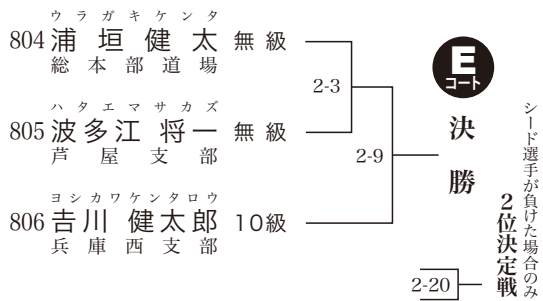 ウラガキケンタ
804 浦垣健太 無級
総本部道場
2-3
ハタエマサカズ
805 波多江 将一 無級
芦屋支部
2-9
ヨシカワケンタロウ
806 𠮷川 健太郎 10級
兵庫西支部
E
コート
決勝
シード選手が負けた場合のみ
2位決定戦
2-20